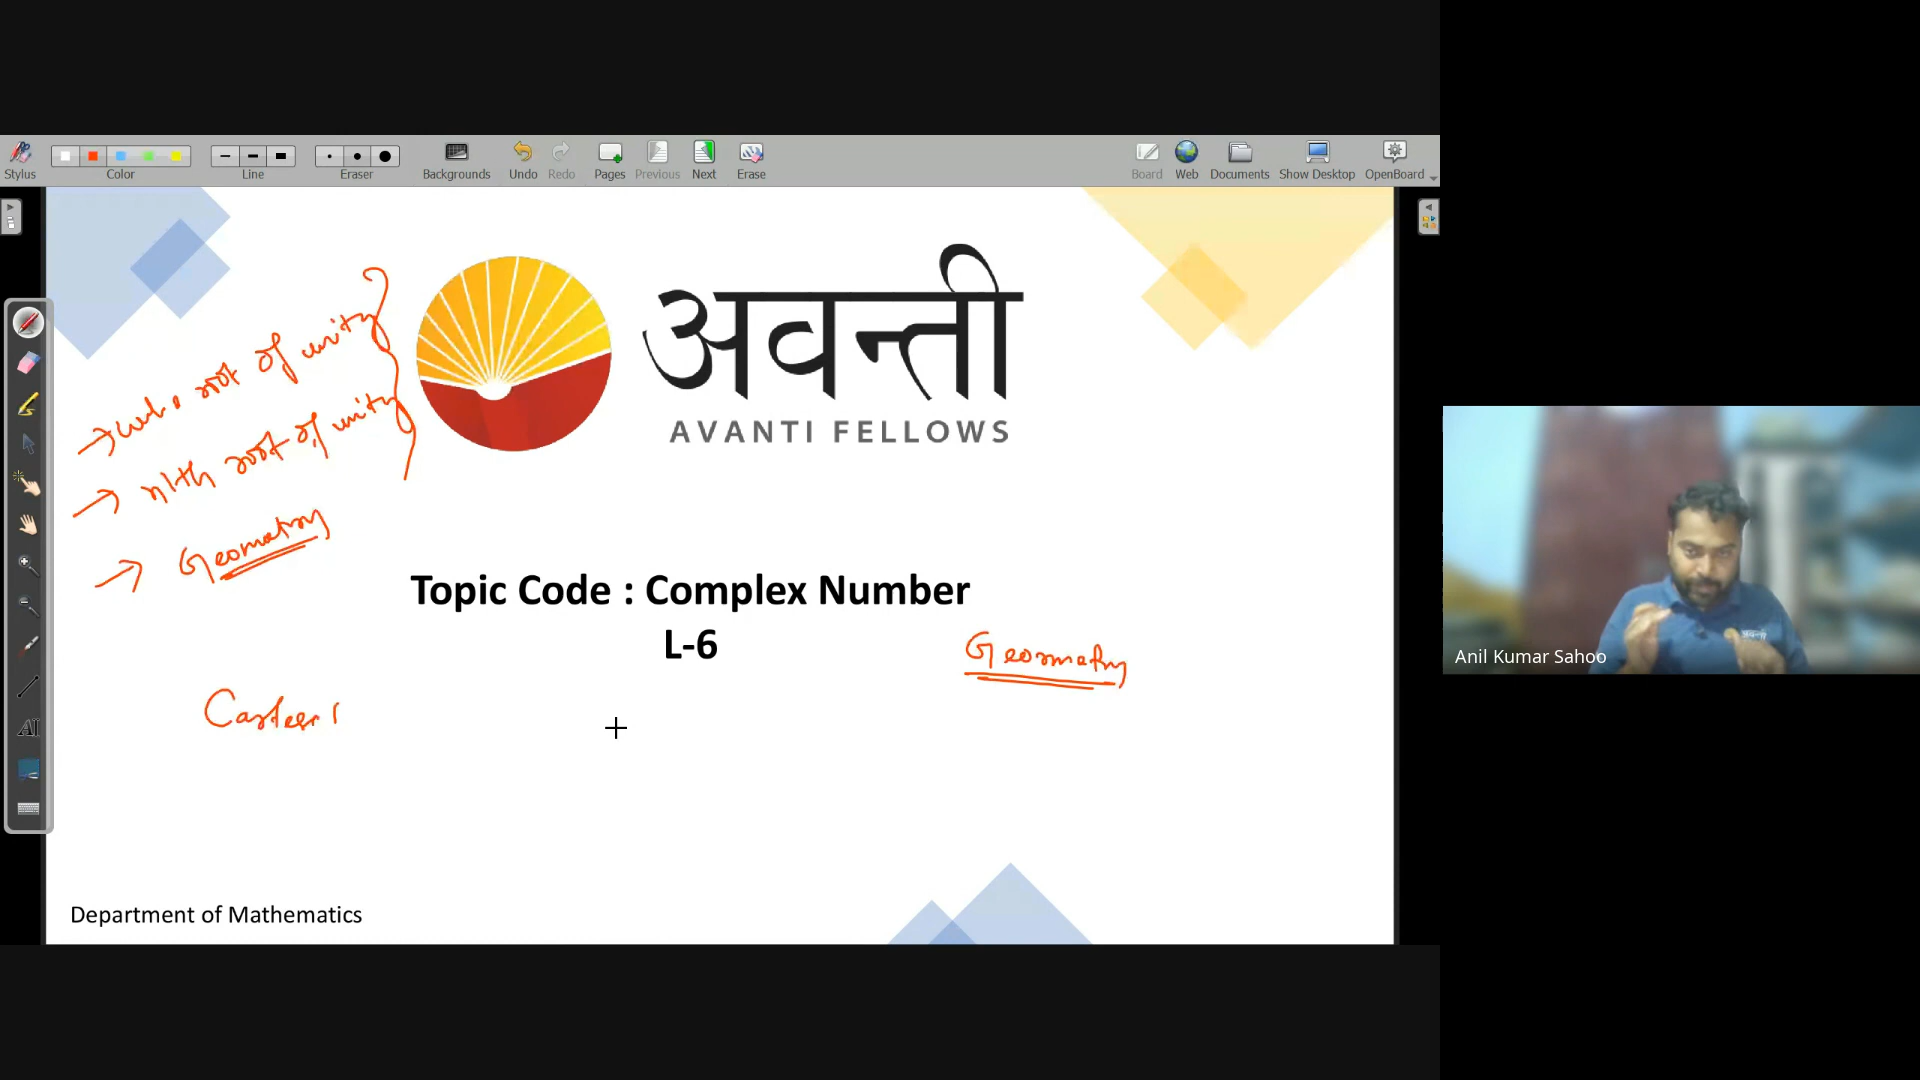 Stylus
Color
Line
Eraser
Backgrounds
Undo
Redo
Pages
Previous
Next
Erase
Board
Web
Documents
Show Desktop
OpenBoard
अवन्ती
AVANTI FELLOWS
→ cube root of unity
→ nth root of unity
→ Geomatry
Topic Code : Complex Number
L-6
Geomatry
Anil Kumar Sahoo
Department of Mathematics